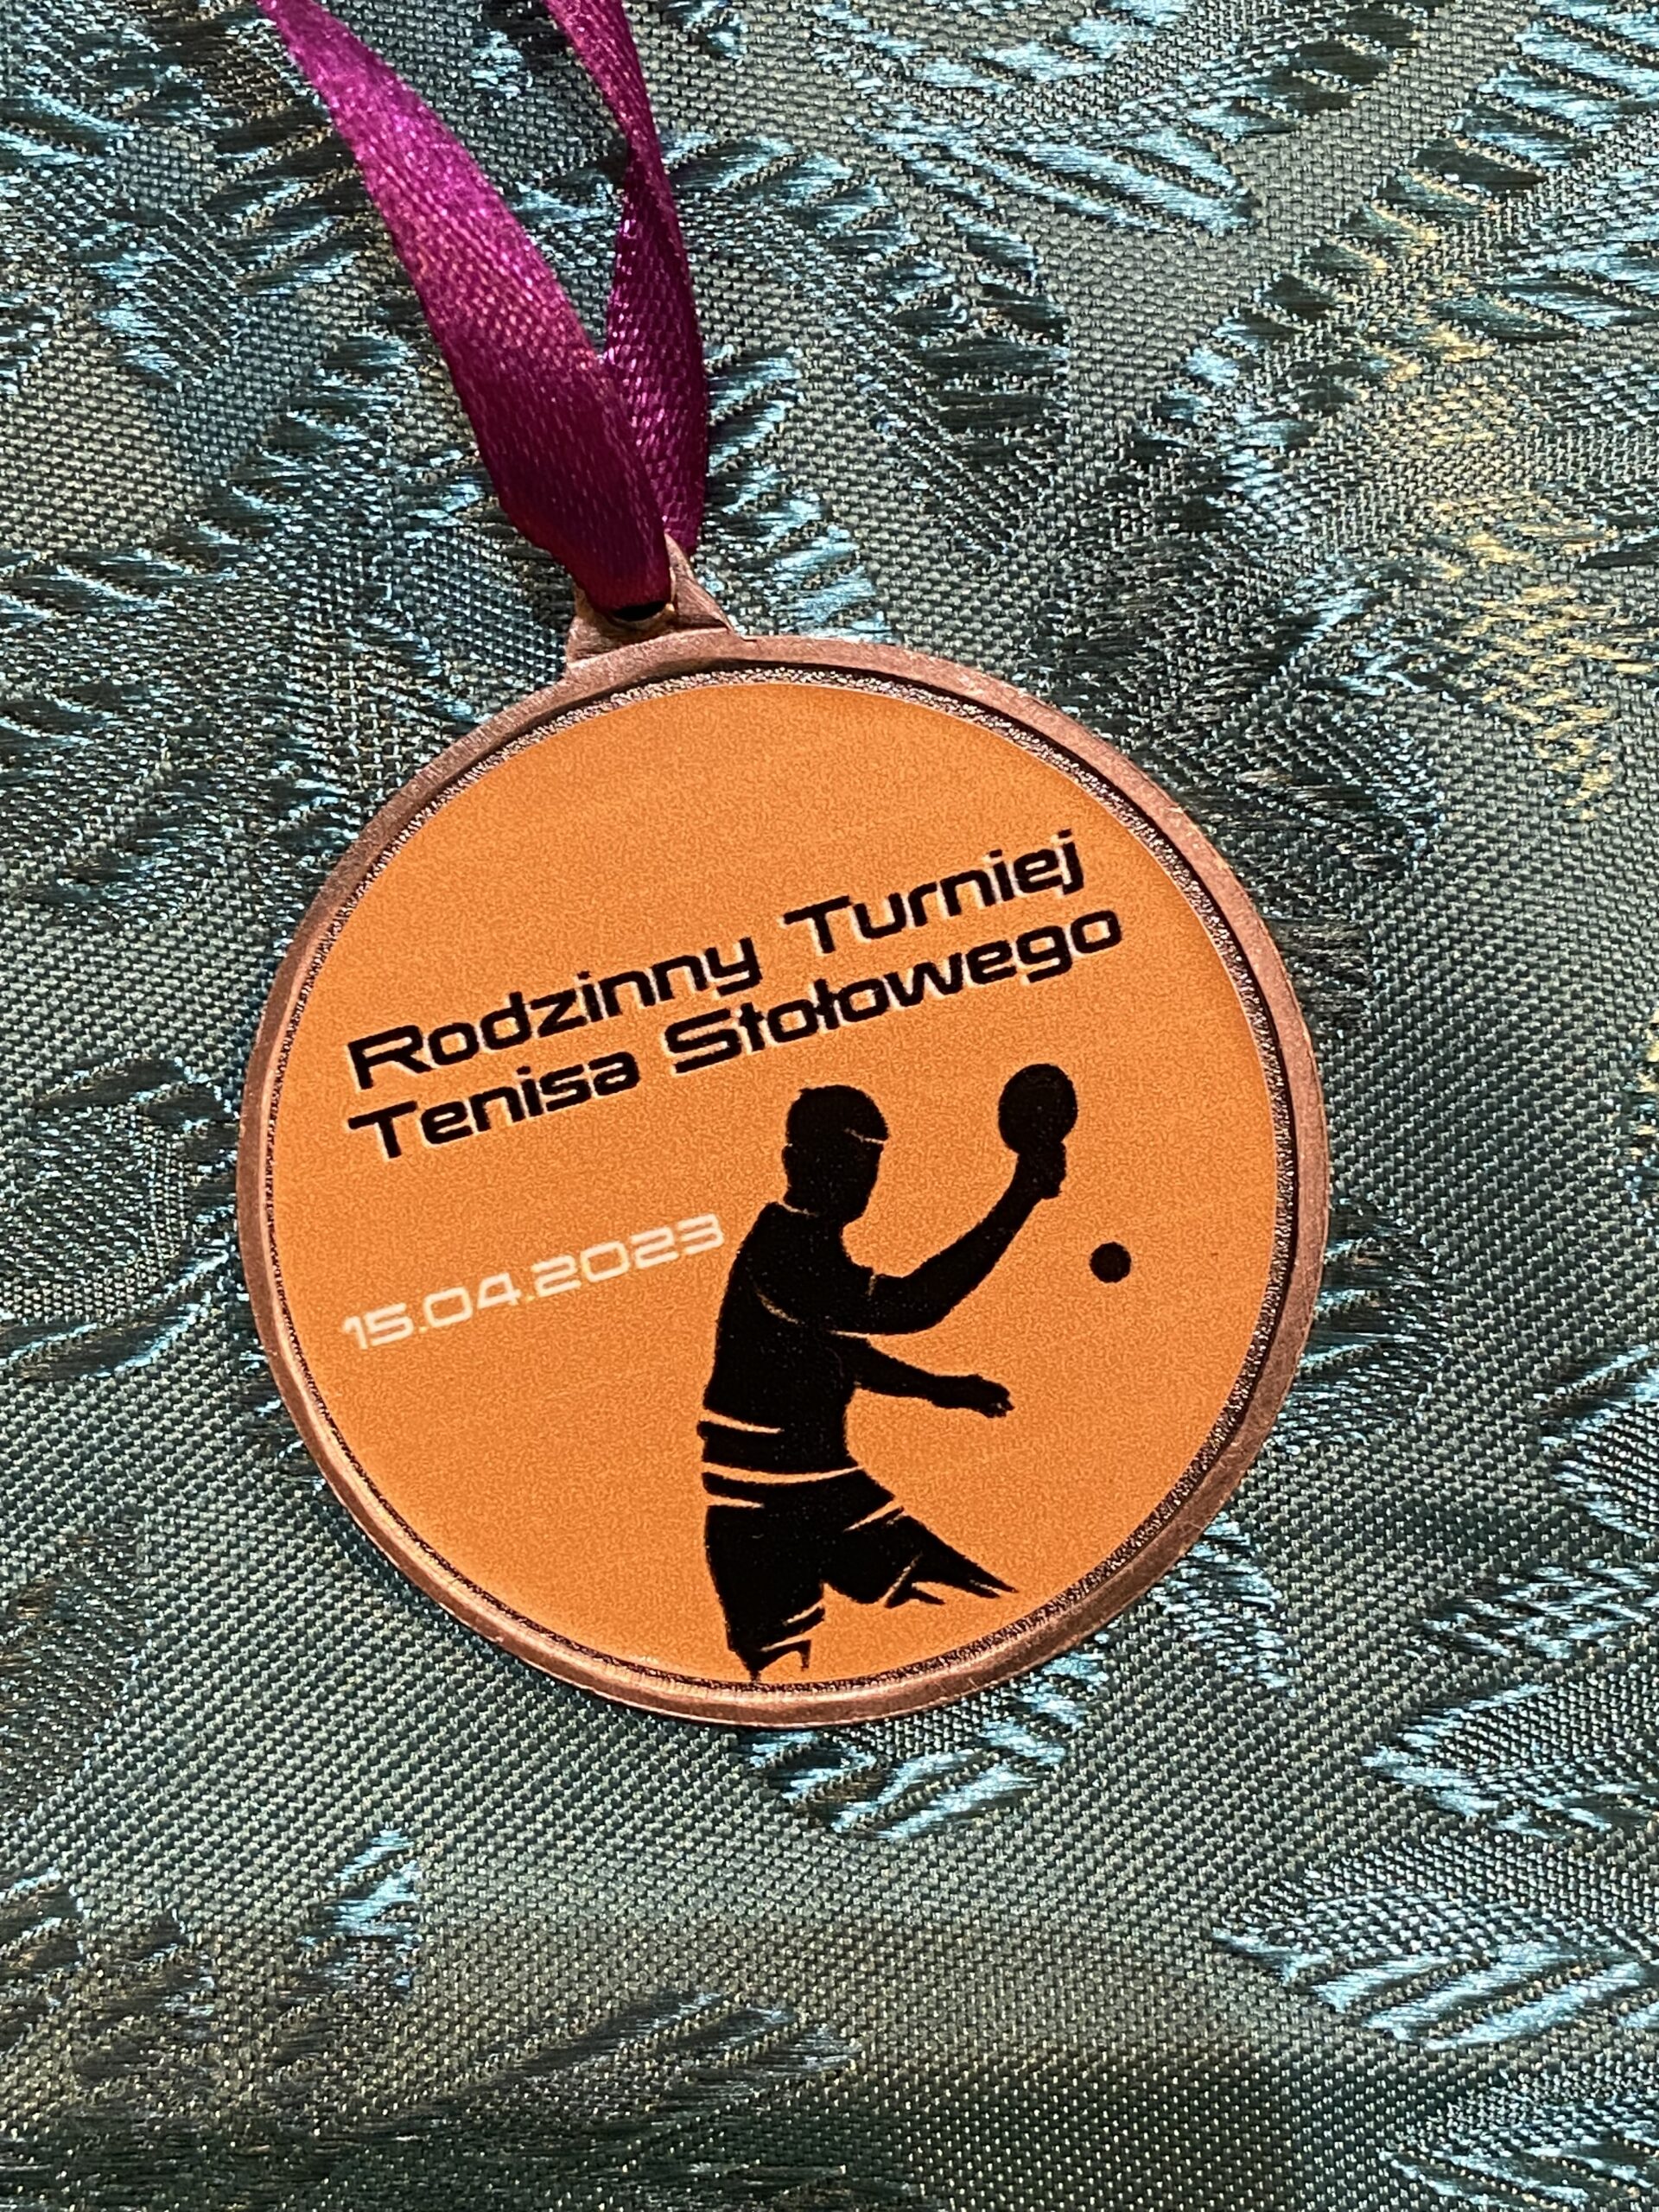 Rodzinny Turniej
Tenisa Stołowego
15.04.2023